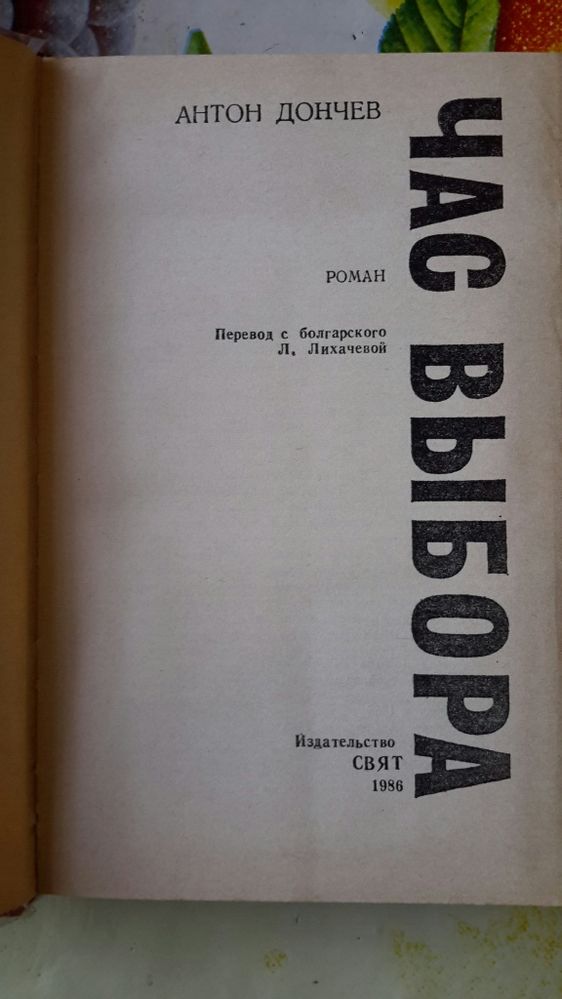 АНТОН ДОНЧЕВ
ЧАС ВЫБОРА
РОМАН
Перевод с болгарского
Л. Лихачевой
Издательство
СВЯТ
1986